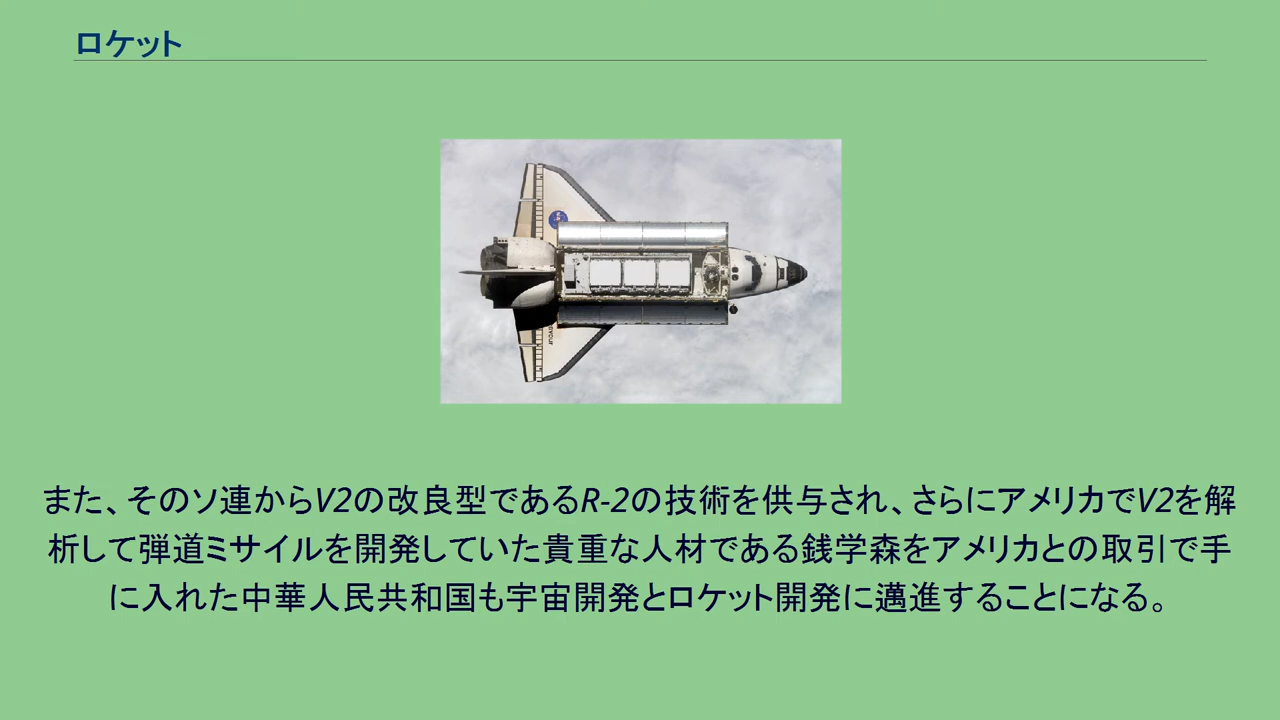 ロケット
また、そのソ連からV2の改良型であるR-2の技術を供与され、さらにアメリカでV2を解
析して弾道ミサイルを開発していた貴重な人材である銭学森をアメリカとの取引で手
に入れた中華人民共和国も宇宙開発とロケット開発に邁進することになる。